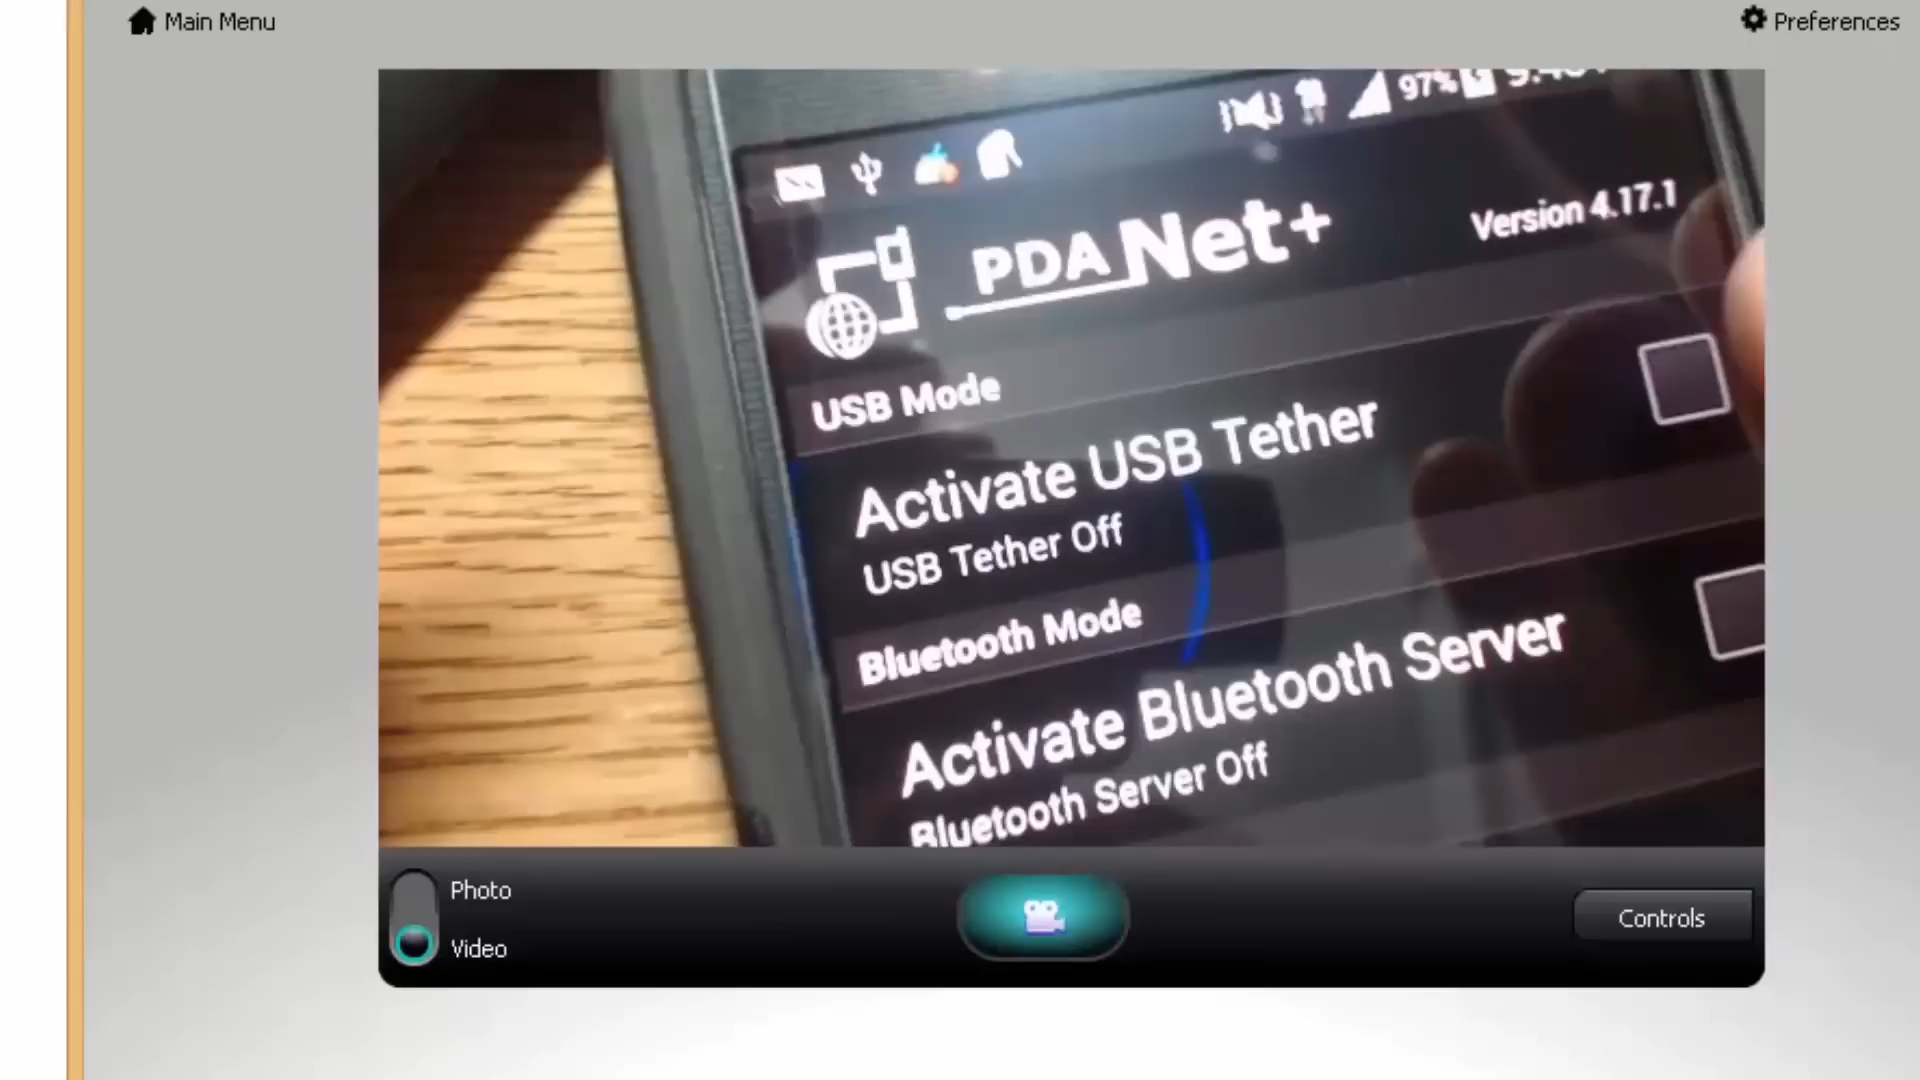 Main Menu
Preferences
97%
PDANet+
Version 4.17.1
USB Mode
Activate USB Tether
USB Tether Off
Bluetooth Mode
Activate Bluetooth Server
Bluetooth Server Off
Photo
Video
Controls